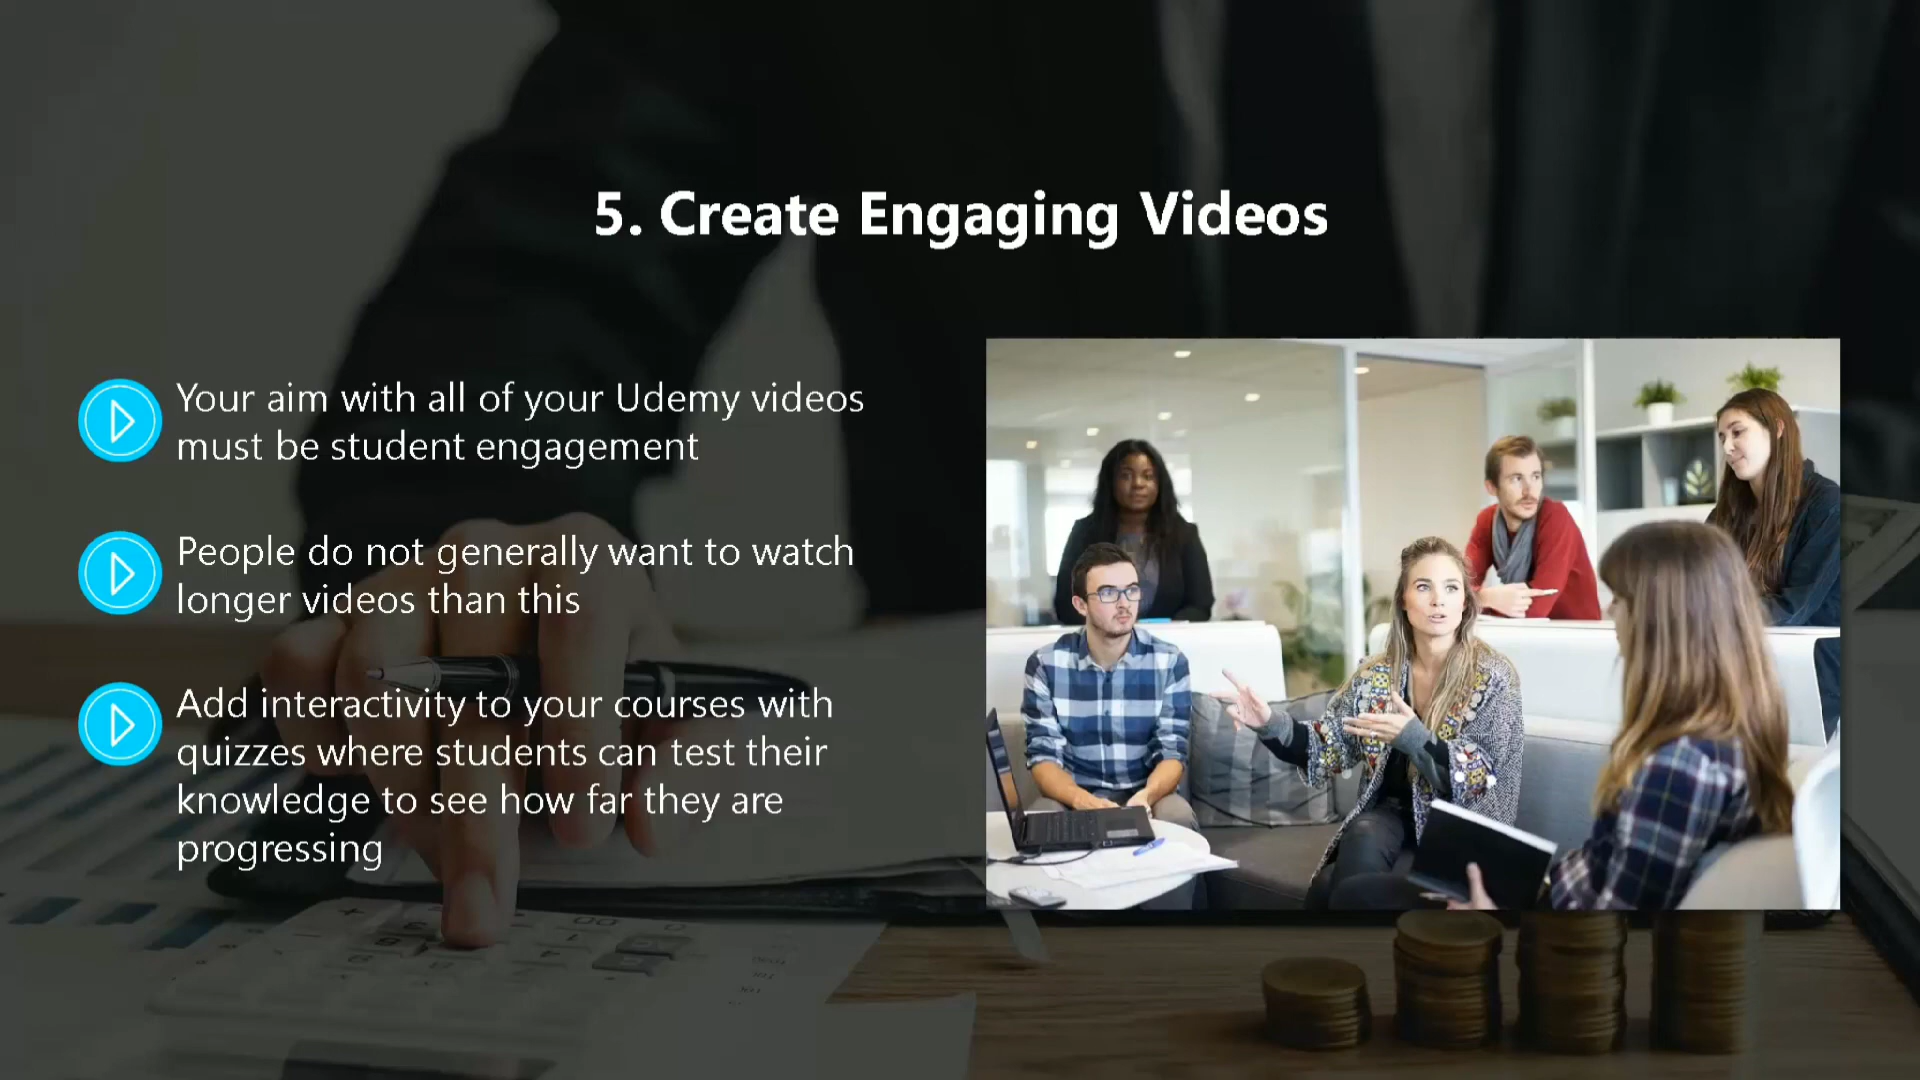 5. Create Engaging Videos
Your aim with all of your Udemy videos
must be student engagement
People do not generally want to watch
longer videos than this
Add interactivity to your courses with
quizzes where students can test their
knowledge to see how far they are
progressing